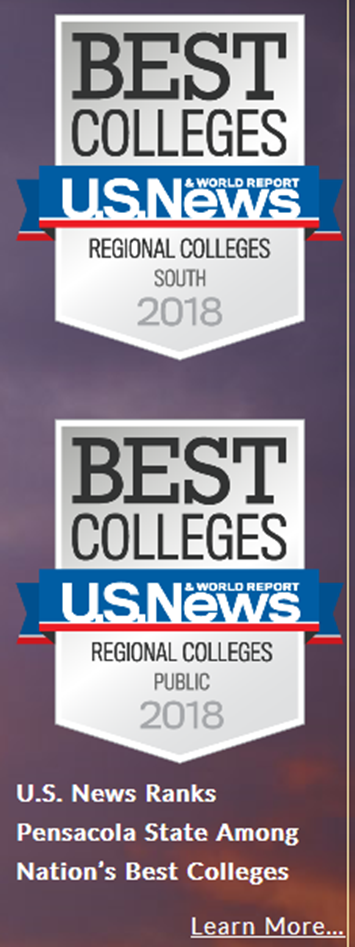 BEST
COLLEGES
U.S.News & WORLD REPORT
REGIONAL COLLEGES
SOUTH
2018
BEST
COLLEGES
U.S.News & WORLD REPORT
REGIONAL COLLEGES
PUBLIC
2018
U.S. News Ranks
Pensacola State Among
Nation's Best Colleges
Learn More...